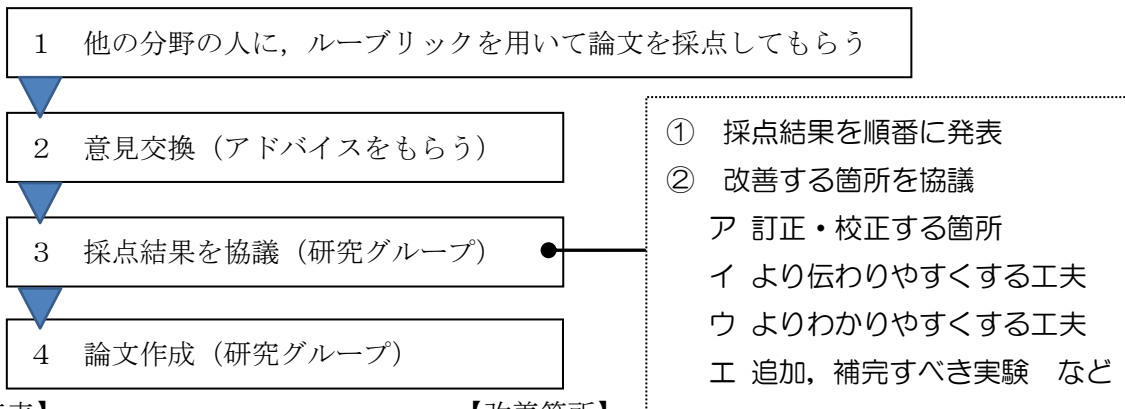 1　他の分野の人に，ルーブリックを用いて論文を採点してもらう
2　意見交換（アドバイスをもらう）
3　採点結果を協議（研究グループ）
4　論文作成（研究グループ）
①　採点結果を順番に発表
②　改善する箇所を協議
ア 訂正・校正する箇所
イ より伝わりやすくする工夫
ウ よりわかりやすくする工夫
エ 追加，補完すべき実験　など
【改善箇所】